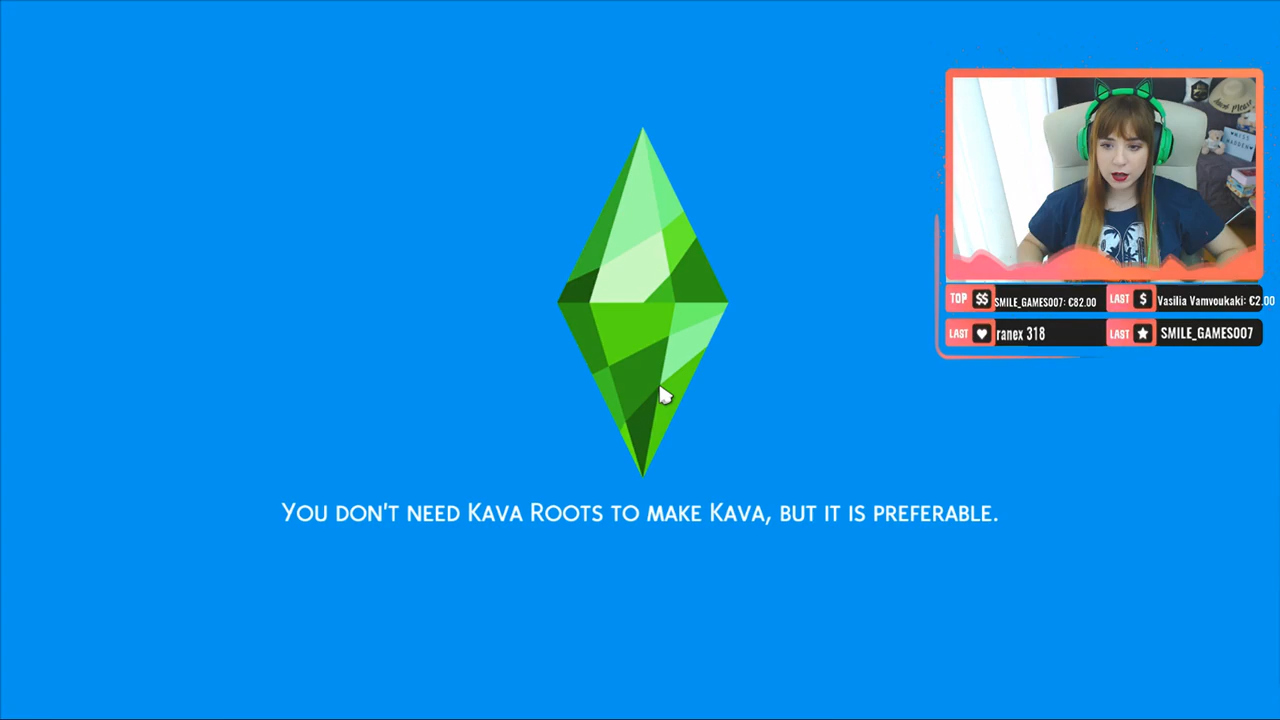 YOU DON'T NEED KAVA ROOTS TO MAKE KAVA, BUT IT IS PREFERABLE.
TOP $$ SMILE_GAMES007: €82.00
LAST $ Vasilia Vamvoukaki: €2.00
LAST ranex 318
LAST SMILE_GAMES007